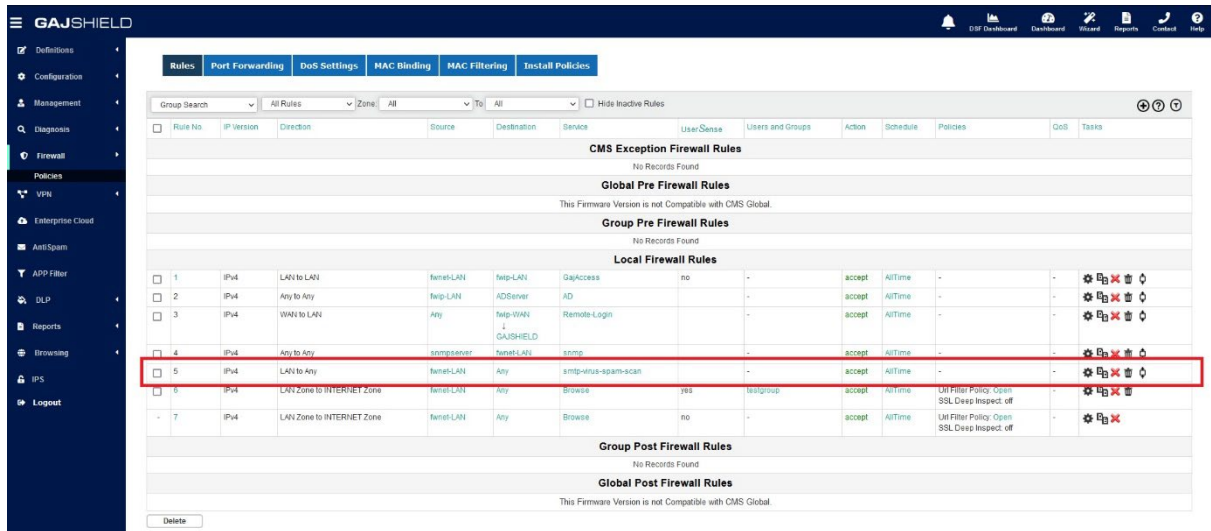 GAJSHIELD
DSF Dashboard Dashboard Wizard Reports Contact Help
Definitions
Configuration
Management
Diagnosis
Firewall
Policies
VPN
Enterprise Cloud
AntiSpam
APP Filter
DLP
Reports
Browsing
IPS
Logout
Rules Port Forwarding DoS Settings MAC Binding MAC Filtering Install Policies
Group Search All Rules Zone: All To All Hide Inactive Rules
Rule No. IP Version Direction Source Destination Service UserSense Users and Groups Action Schedule Policies QoS Tasks
CMS Exception Firewall Rules
No Records Found
Global Pre Firewall Rules
This Firmware Version is not Compatible with CMS Global.
Group Pre Firewall Rules
No Records Found
Local Firewall Rules
1 IPv4 LAN to LAN fwnet-LAN fwip-LAN GajAccess no - accept AllTime - -
2 IPv4 Any to Any fwip-LAN ADServer AD - accept AllTime - -
3 IPv4 WAN to LAN Any fwip-WAN Remote-Login - accept AllTime - -
↓
GAJSHIELD
4 IPv4 Any to Any snmpserver fwnet-LAN snmp - accept AllTime - -
5 IPv4 LAN to Any fwnet-LAN Any smtp-virus-spam-scan - accept AllTime - -
6 IPv4 LAN Zone to INTERNET Zone fwnet-LAN Any Browse yes testgroup accept AllTime Url Filter Policy: Open -
SSL Deep Inspect: off
- 7 IPv4 LAN Zone to INTERNET Zone fwnet-LAN Any Browse no - accept AllTime Url Filter Policy: Open -
SSL Deep Inspect: off
Group Post Firewall Rules
No Records Found
Global Post Firewall Rules
This Firmware Version is not Compatible with CMS Global.
Delete